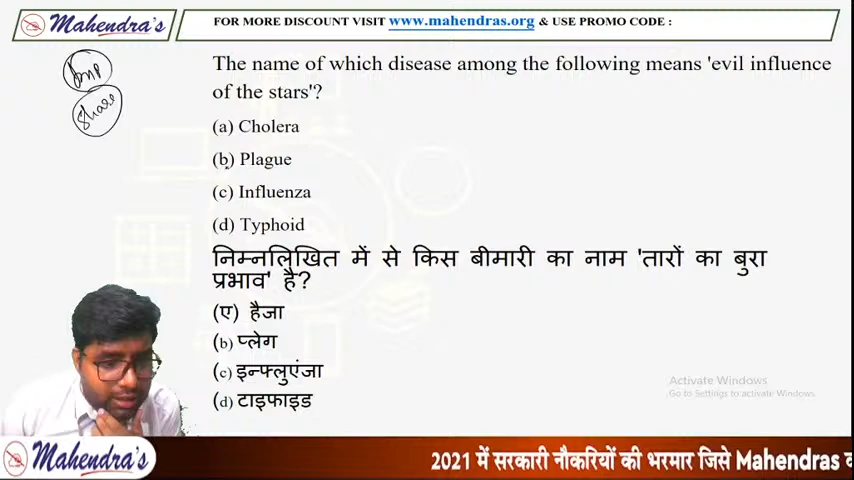 Mahendra's
FOR MORE DISCOUNT VISIT www.mahendras.org & USE PROMO CODE :
Imp
Share
The name of which disease among the following means 'evil influence
of the stars'?
(a) Cholera
(b) Plague
(c) Influenza
(d) Typhoid
निम्नलिखित में से किस बीमारी का नाम 'तारों का बुरा
प्रभाव' है?
(ए) हैजा
(b) प्लेग
(c) इन्फ्लुएंजा
(d) टाइफाइड
Activate Windows
Go to Settings to activate Windows.
Mahendra's
2021 में सरकारी नौकरियों की भरमार जिसे Mahendras